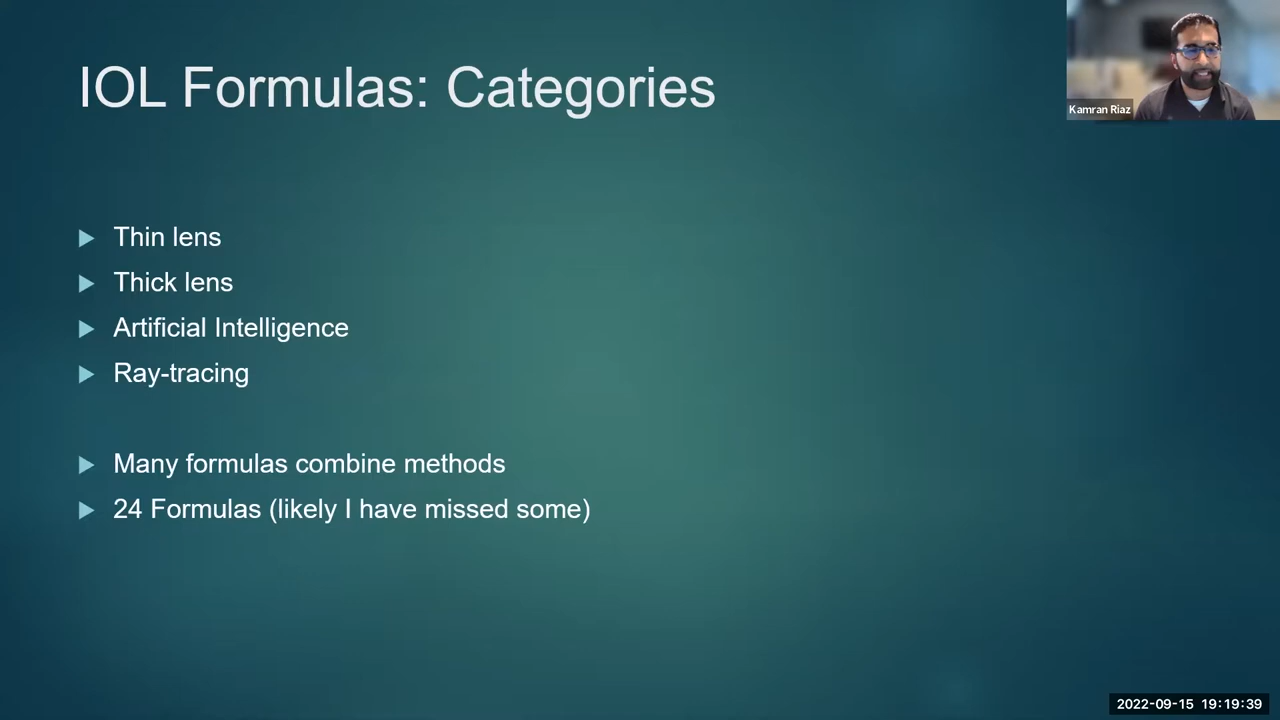 IOL Formulas: Categories
Kamran Riaz
Thin lens
Thick lens
Artificial Intelligence
Ray-tracing
Many formulas combine methods
24 Formulas (likely I have missed some)
2022-09-15 19:19:39